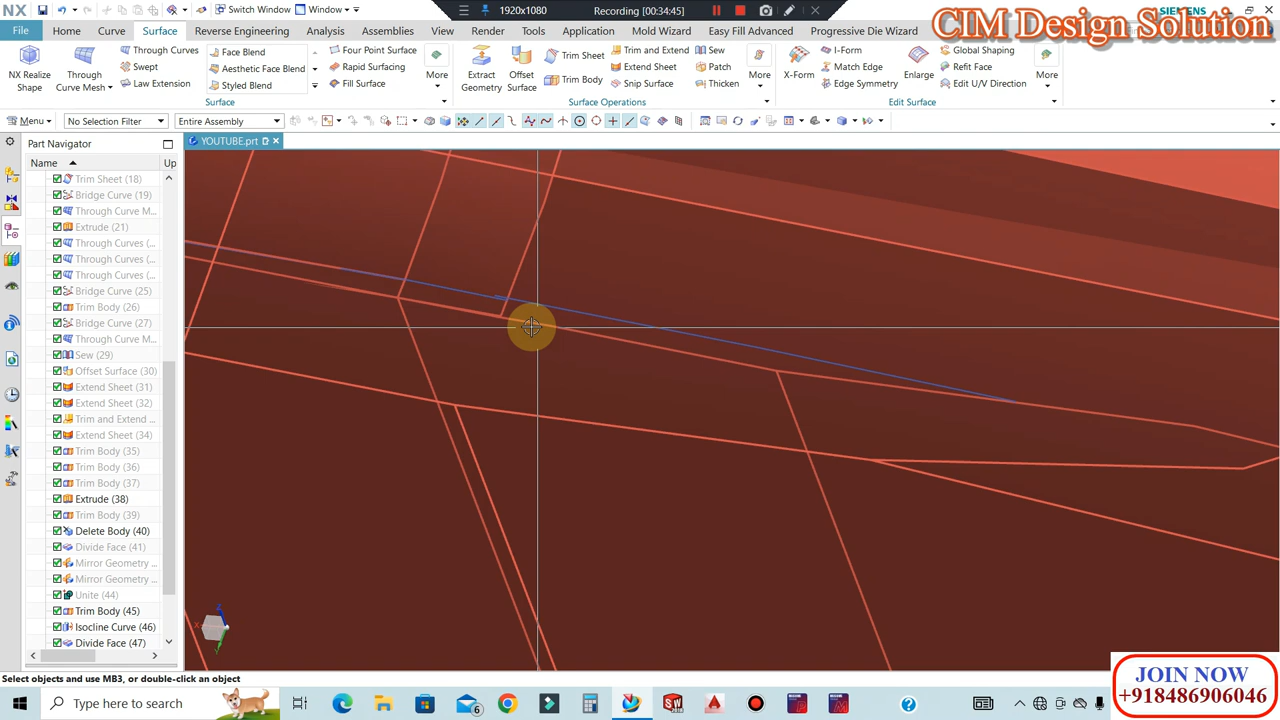 NX Switch Window Window 1920x1080 Recording [00:34:45] SIEMENS
CIM Design Solution
File Home Curve Surface Reverse Engineering Analysis Assemblies View Render Tools Application Mold Wizard Easy Fill Advanced Progressive Die Wizard
Through Curves Face Blend Four Point Surface Trim Sheet Trim and Extend Sew I-Form Global Shaping
NX Realize Shape Through Curve Mesh Swept Aesthetic Face Blend Rapid Surfacing More Extract Geometry Offset Surface Extend Sheet Patch More X-Form Match Edge Enlarge Refit Face More
Law Extension Styled Blend Fill Surface Trim Body Snip Surface Thicken Edge Symmetry Edit U/V Direction
Surface Surface Operations Edit Surface
Menu No Selection Filter Entire Assembly
Part Navigator YOUTUBE.prt
Name Up
Trim Sheet (18)
Bridge Curve (19)
Through Curve M...
Extrude (21)
Through Curves (...
Through Curves (...
Through Curves (...
Bridge Curve (25)
Trim Body (26)
Bridge Curve (27)
Through Curve M...
Sew (29)
Offset Surface (30)
Extend Sheet (31)
Extend Sheet (32)
Trim and Extend ...
Extend Sheet (34)
Trim Body (35)
Trim Body (36)
Trim Body (37)
Extrude (38)
Trim Body (39)
Delete Body (40)
Divide Face (41)
Mirror Geometry ...
Mirror Geometry ...
Unite (44)
Trim Body (45)
Isocline Curve (46)
Divide Face (47)
X Y Z
Select objects and use MB3, or double-click an object
JOIN NOW
+918486906046
Type here to search 6